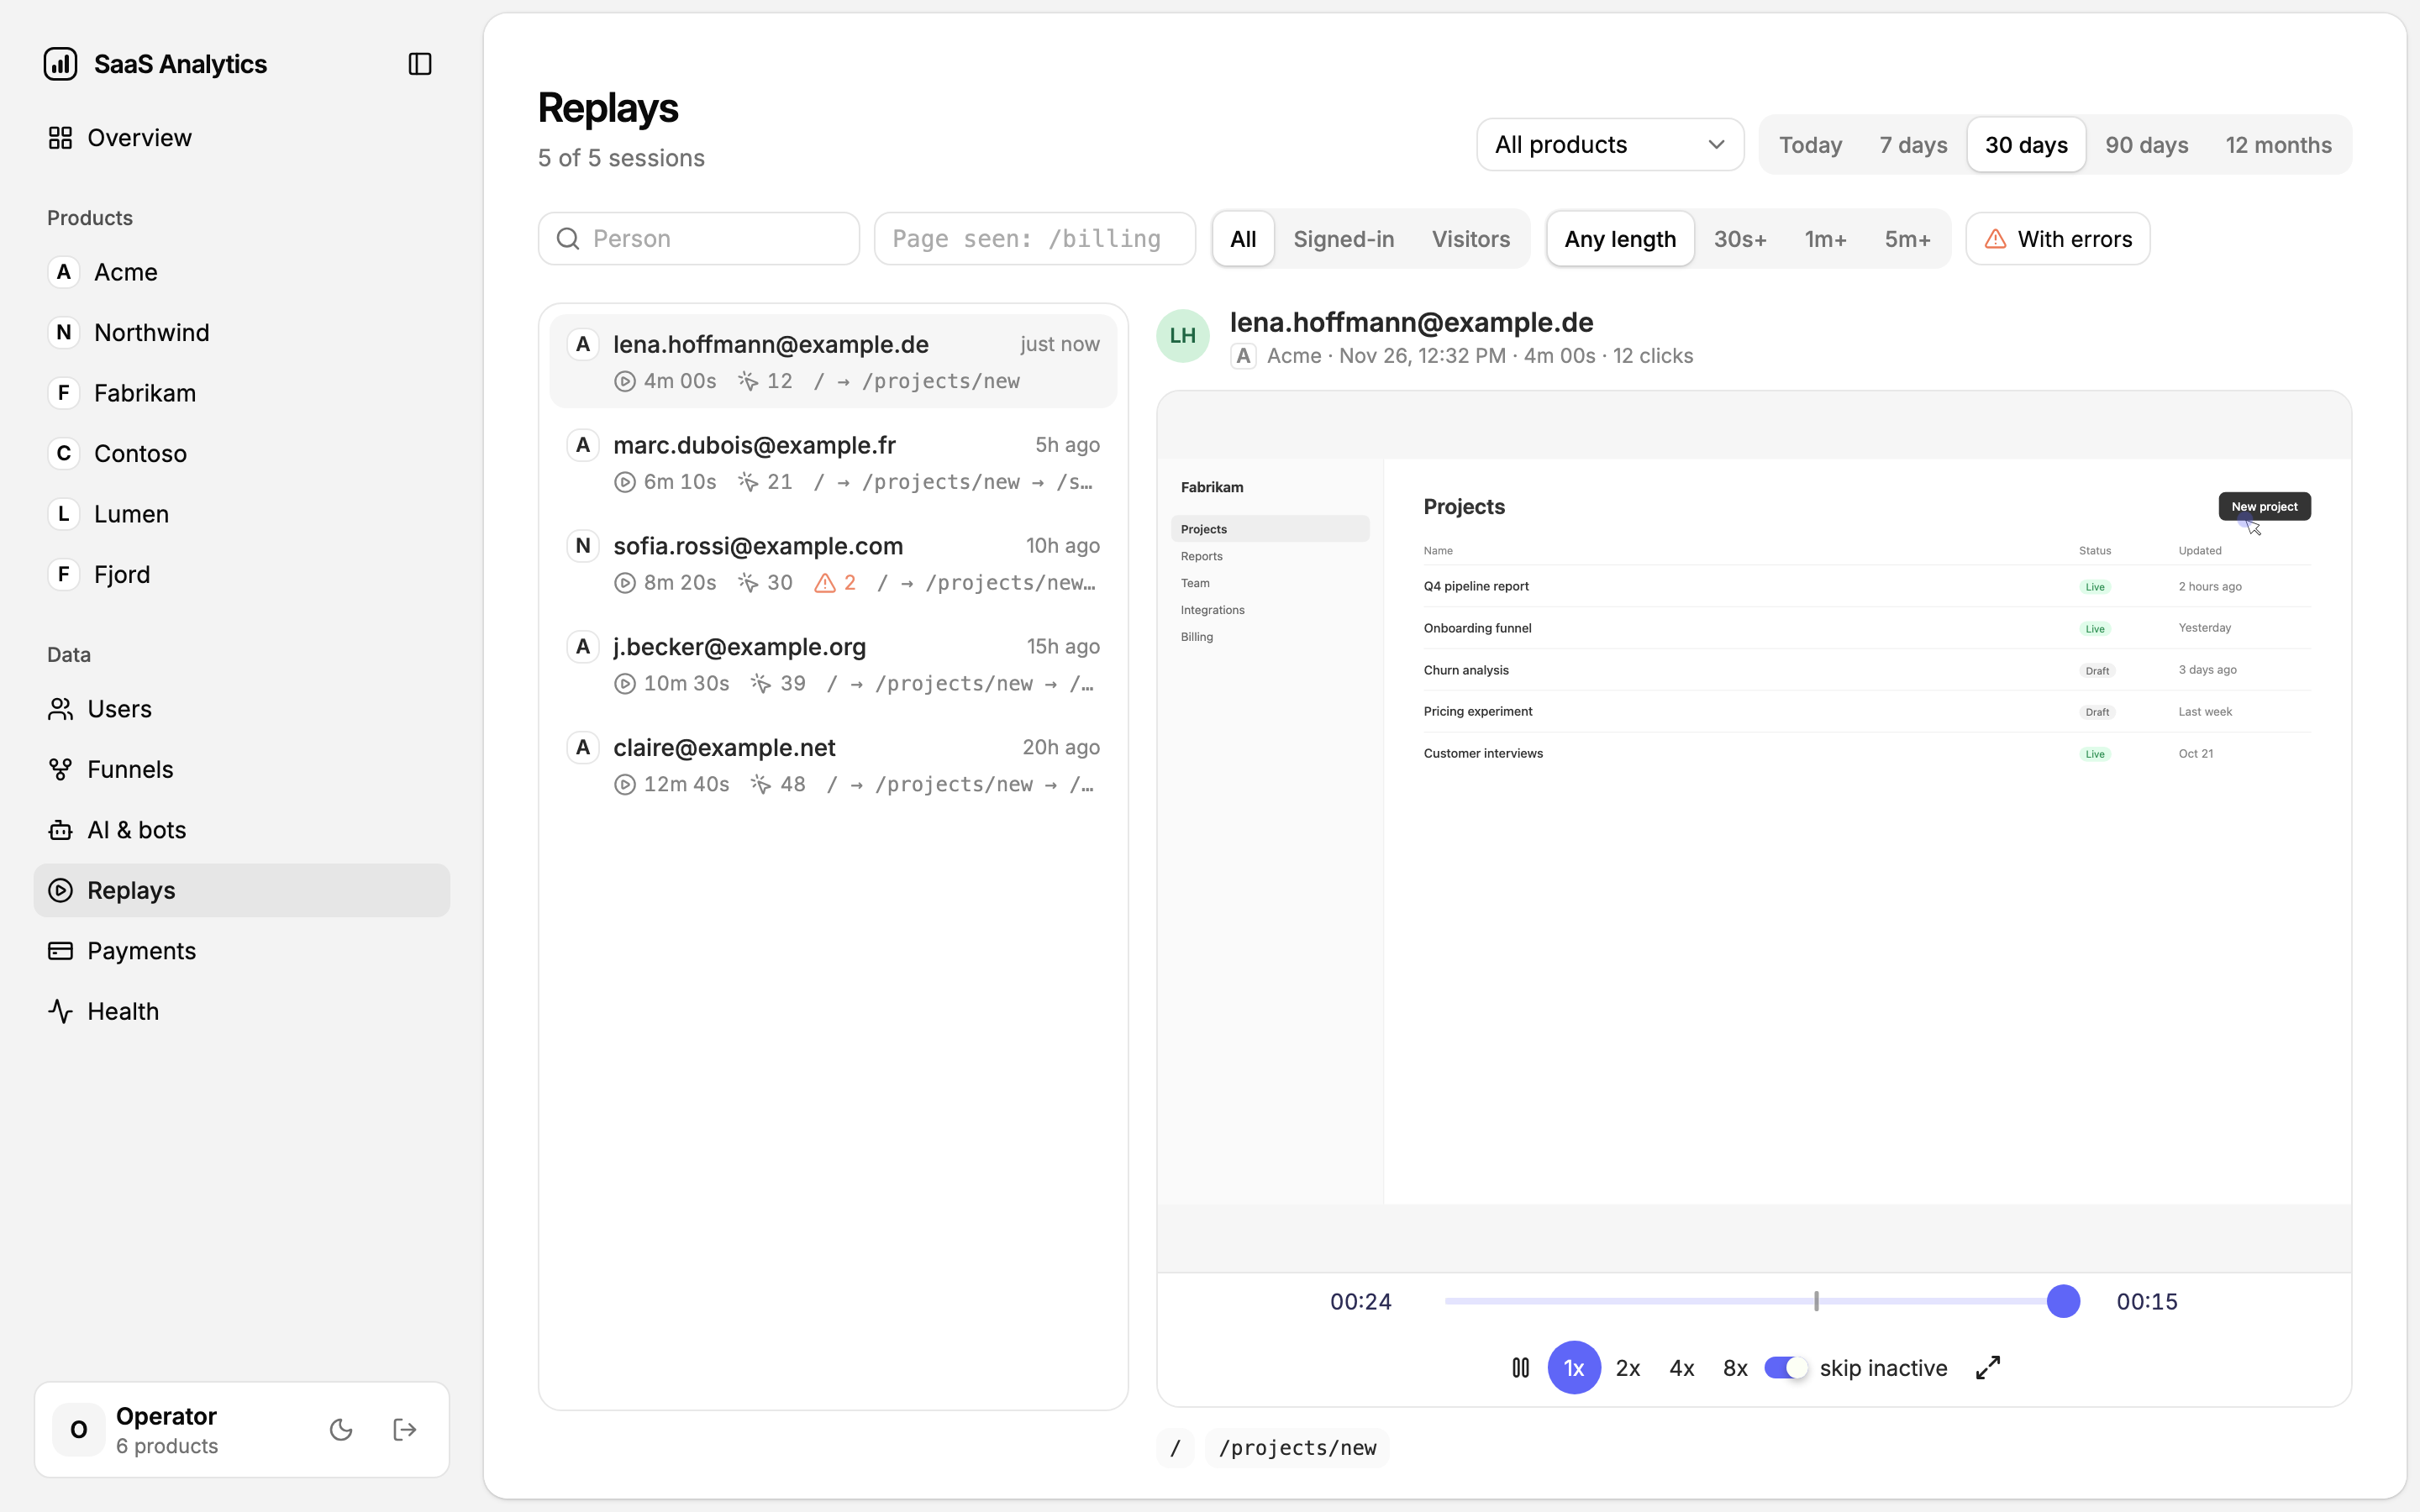 SaaS Analytics
Overview
Products
A Acme
N Northwind
F Fabrikam
C Contoso
L Lumen
F Fjord
Data
Users
Funnels
AI & bots
Replays
Payments
Health
O Operator
6 products
Replays
5 of 5 sessions
All products
Today 7 days 30 days 90 days 12 months
Person
Page seen: /billing
All Signed-in Visitors
Any length 30s+ 1m+ 5m+
With errors
A lena.hoffmann@example.de just now
4m 00s 12 / → /projects/new
A marc.dubois@example.fr 5h ago
6m 10s 21 / → /projects/new → /s…
N sofia.rossi@example.com 10h ago
8m 20s 30 2 / → /projects/new…
A j.becker@example.org 15h ago
10m 30s 39 / → /projects/new → /…
A claire@example.net 20h ago
12m 40s 48 / → /projects/new → /…
LH lena.hoffmann@example.de
A Acme · Nov 26, 12:32 PM · 4m 00s · 12 clicks
Fabrikam
Projects
Reports
Team
Integrations
Billing
Projects
New project
Name Status Updated
Q4 pipeline report Live 2 hours ago
Onboarding funnel Live Yesterday
Churn analysis Draft 3 days ago
Pricing experiment Draft Last week
Customer interviews Live Oct 21
00:24 00:15
1x 2x 4x 8x skip inactive
/ /projects/new